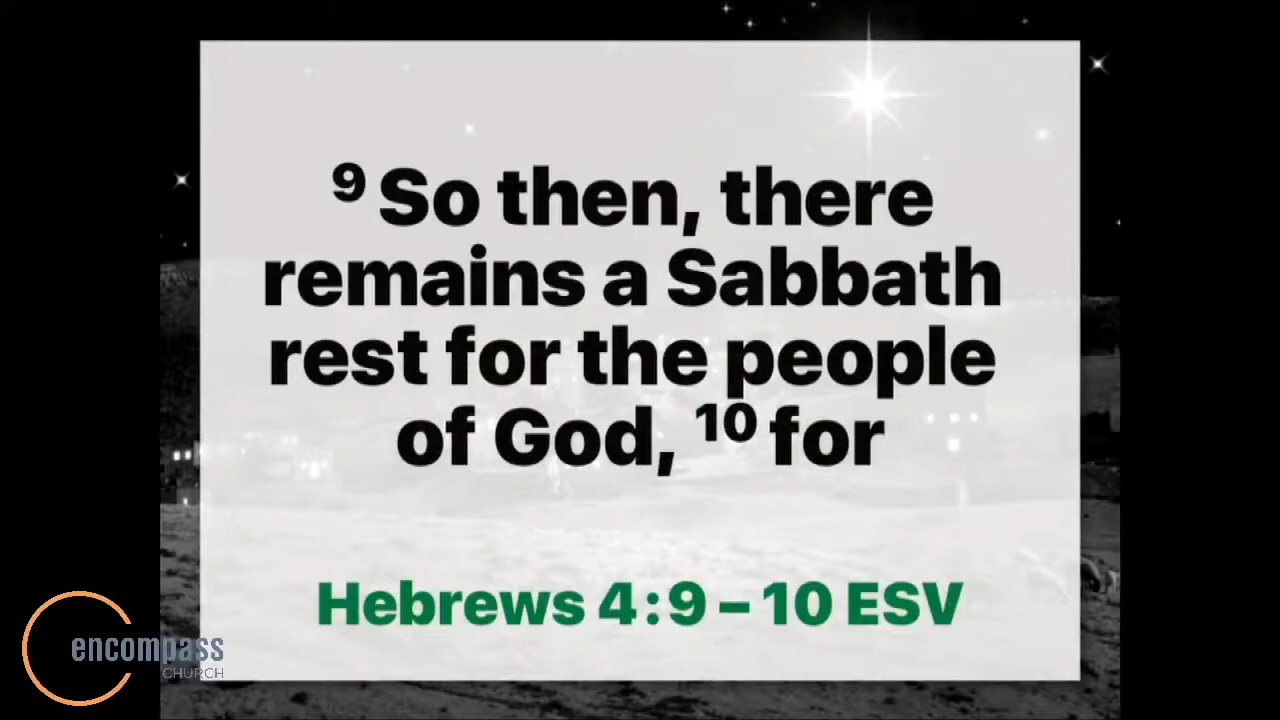 ⁹ So then, there
remains a Sabbath
rest for the people
of God, ¹⁰ for
Hebrews 4:9 – 10 ESV
encompass
CHURCH